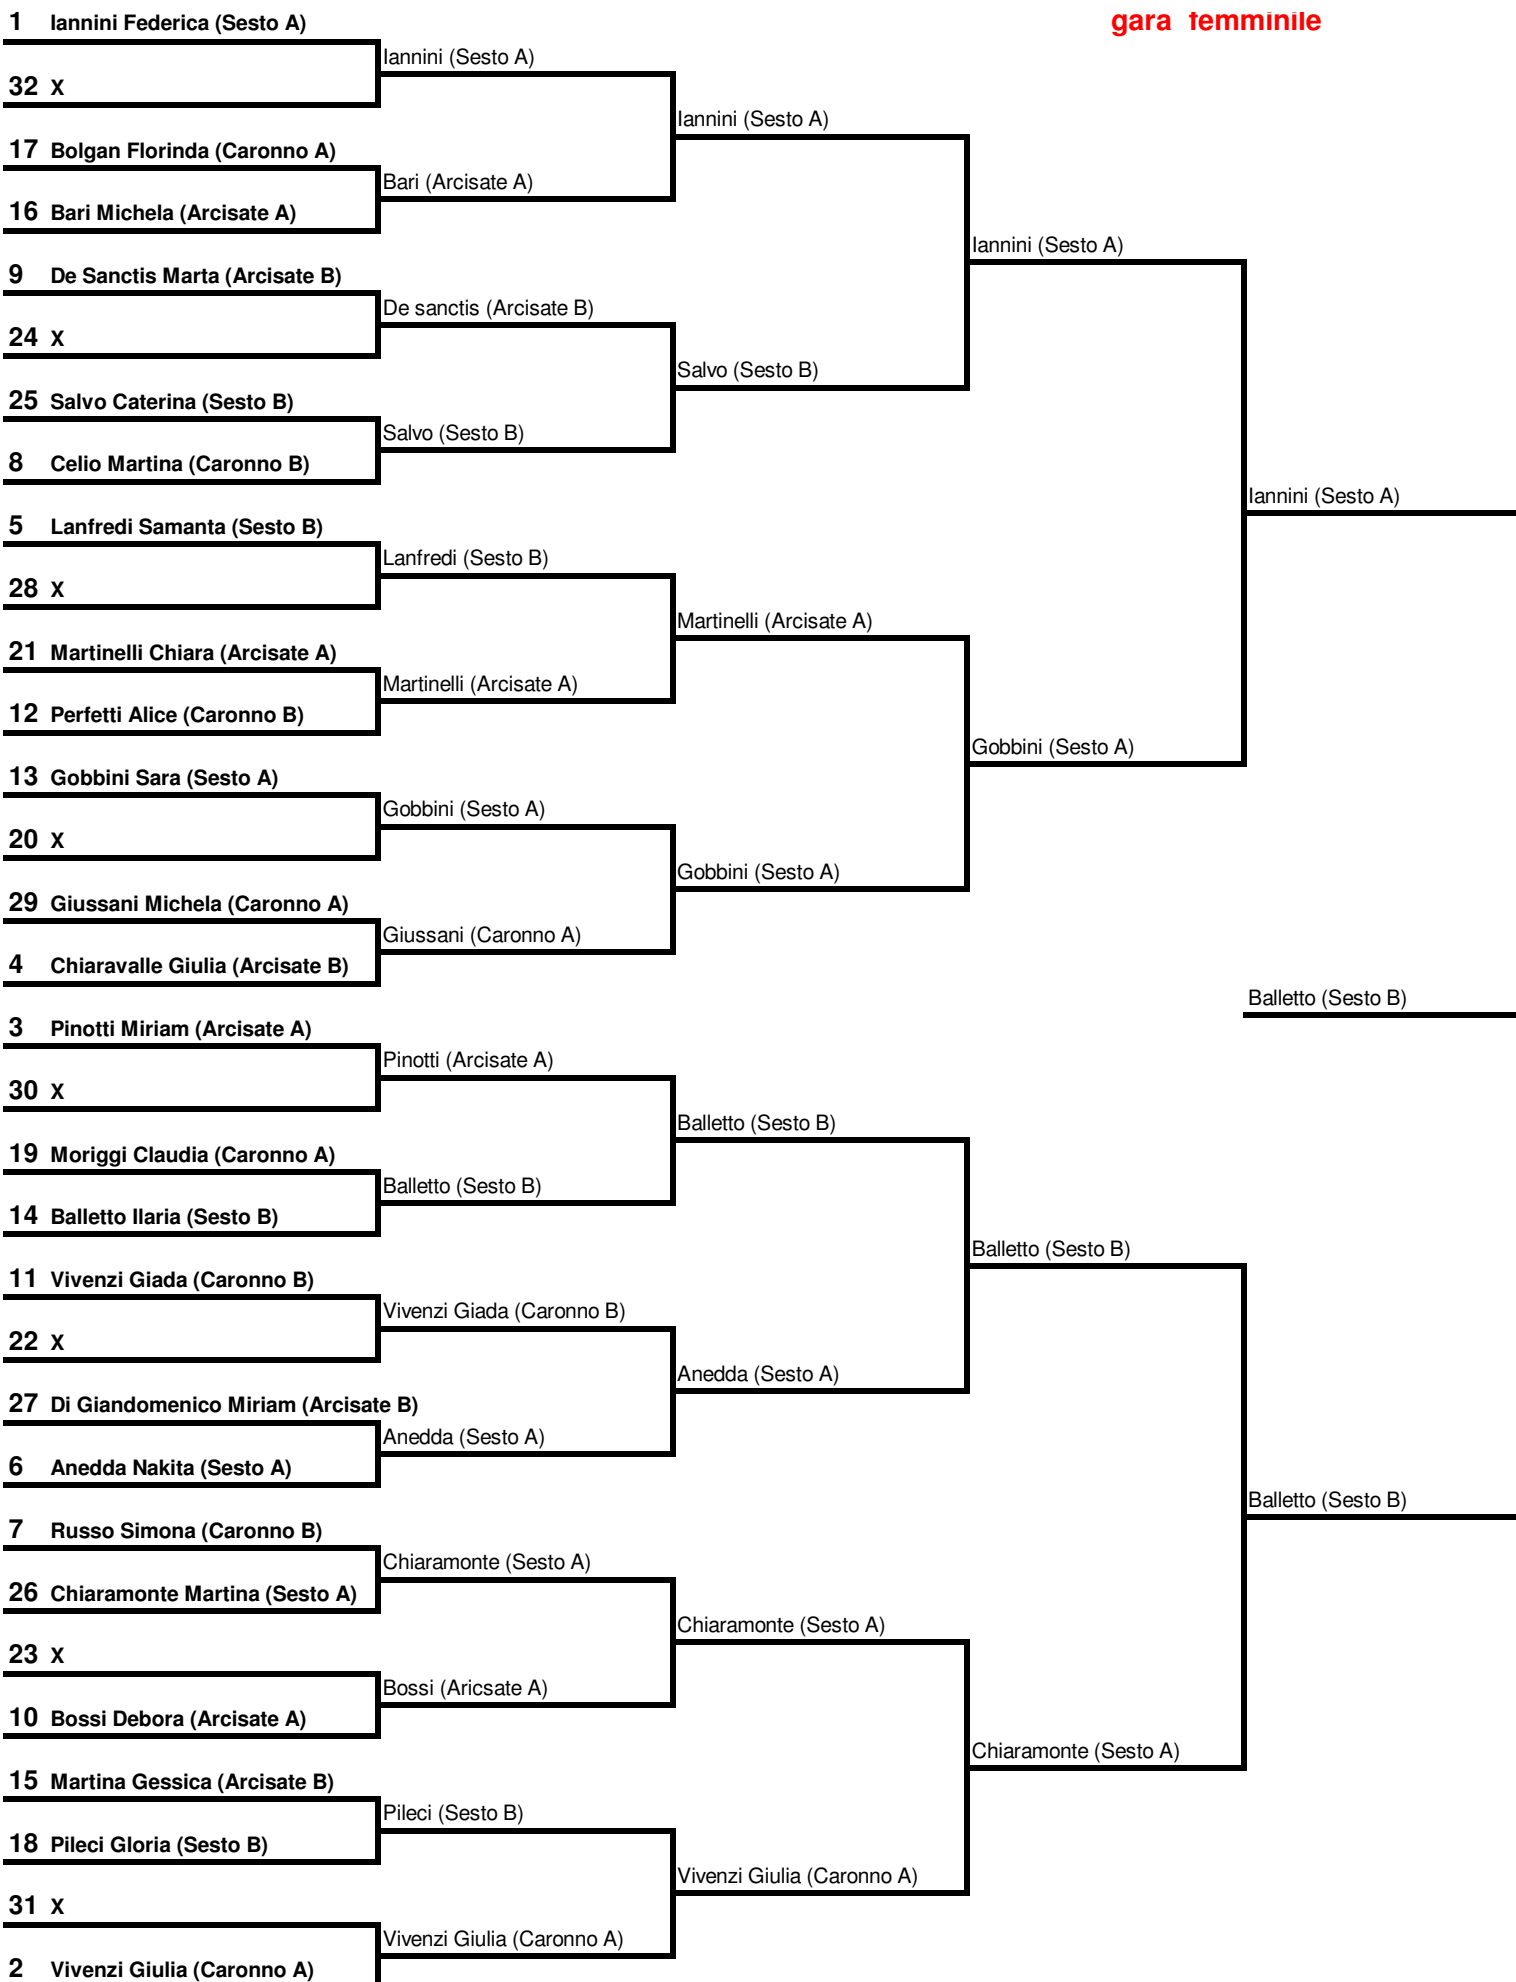 gara femminile
1 Iannini Federica (Sesto A)
Iannini (Sesto A)
32 X
Iannini (Sesto A)
17 Bolgan Florinda (Caronno A)
Bari (Arcisate A)
16 Bari Michela (Arcisate A)
Iannini (Sesto A)
9 De Sanctis Marta (Arcisate B)
De sanctis (Arcisate B)
24 X
Salvo (Sesto B)
25 Salvo Caterina (Sesto B)
Salvo (Sesto B)
8 Celio Martina (Caronno B)
Iannini (Sesto A)
5 Lanfredi Samanta (Sesto B)
Lanfredi (Sesto B)
28 X
Martinelli (Arcisate A)
21 Martinelli Chiara (Arcisate A)
Martinelli (Arcisate A)
12 Perfetti Alice (Caronno B)
Gobbini (Sesto A)
13 Gobbini Sara (Sesto A)
Gobbini (Sesto A)
20 X
Gobbini (Sesto A)
29 Giussani Michela (Caronno A)
Giussani (Caronno A)
4 Chiaravalle Giulia (Arcisate B)
Balletto (Sesto B)
3 Pinotti Miriam (Arcisate A)
Pinotti (Arcisate A)
30 X
Balletto (Sesto B)
19 Moriggi Claudia (Caronno A)
Balletto (Sesto B)
14 Balletto Ilaria (Sesto B)
Balletto (Sesto B)
11 Vivenzi Giada (Caronno B)
Vivenzi Giada (Caronno B)
22 X
Anedda (Sesto A)
27 Di Giandomenico Miriam (Arcisate B)
Anedda (Sesto A)
6 Anedda Nakita (Sesto A)
Balletto (Sesto B)
7 Russo Simona (Caronno B)
Chiaramonte (Sesto A)
26 Chiaramonte Martina (Sesto A)
Chiaramonte (Sesto A)
23 X
Bossi (Aricsate A)
10 Bossi Debora (Arcisate A)
Chiaramonte (Sesto A)
15 Martina Gessica (Arcisate B)
Pileci (Sesto B)
18 Pileci Gloria (Sesto B)
Vivenzi Giulia (Caronno A)
31 X
Vivenzi Giulia (Caronno A)
2 Vivenzi Giulia (Caronno A)